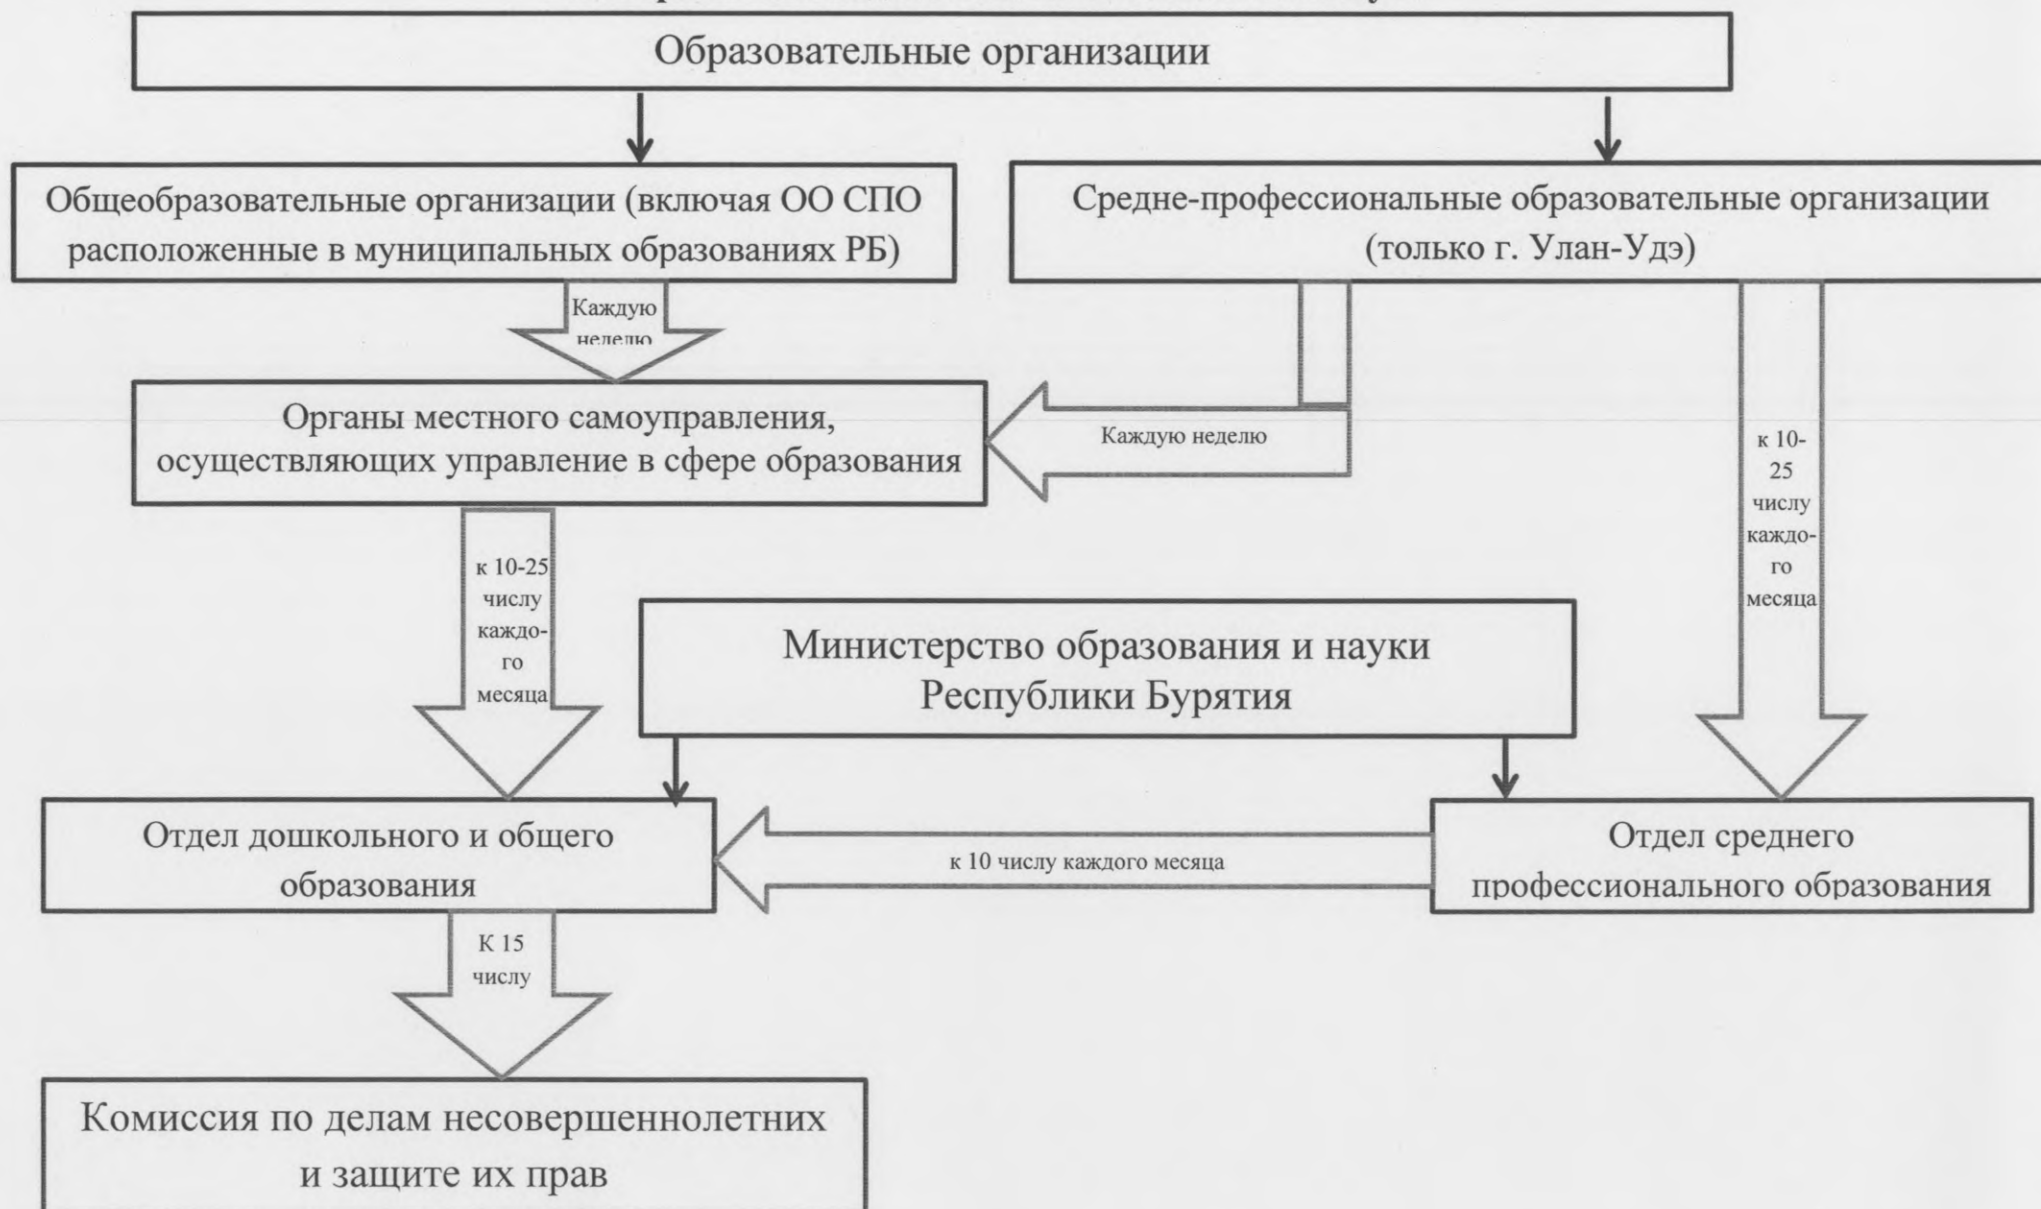 Образовательные организации
Общеобразовательные организации (включая ОО СПО
расположенные в муниципальных образованиях РБ)
Средне-профессиональные образовательные организации
(только г. Улан-Удэ)
Каждую
неделю
Органы местного самоуправления,
осуществляющих управление в сфере образования
Каждую неделю
к 10-
25
числу
каждо-
го
месяца
к 10-25
числу
каждо-
го
месяца
Министерство образования и науки
Республики Бурятия
Отдел дошкольного и общего
образования
к 10 числу каждого месяца
Отдел среднего
профессионального образования
К 15
числу
Комиссия по делам несовершеннолетних
и защите их прав